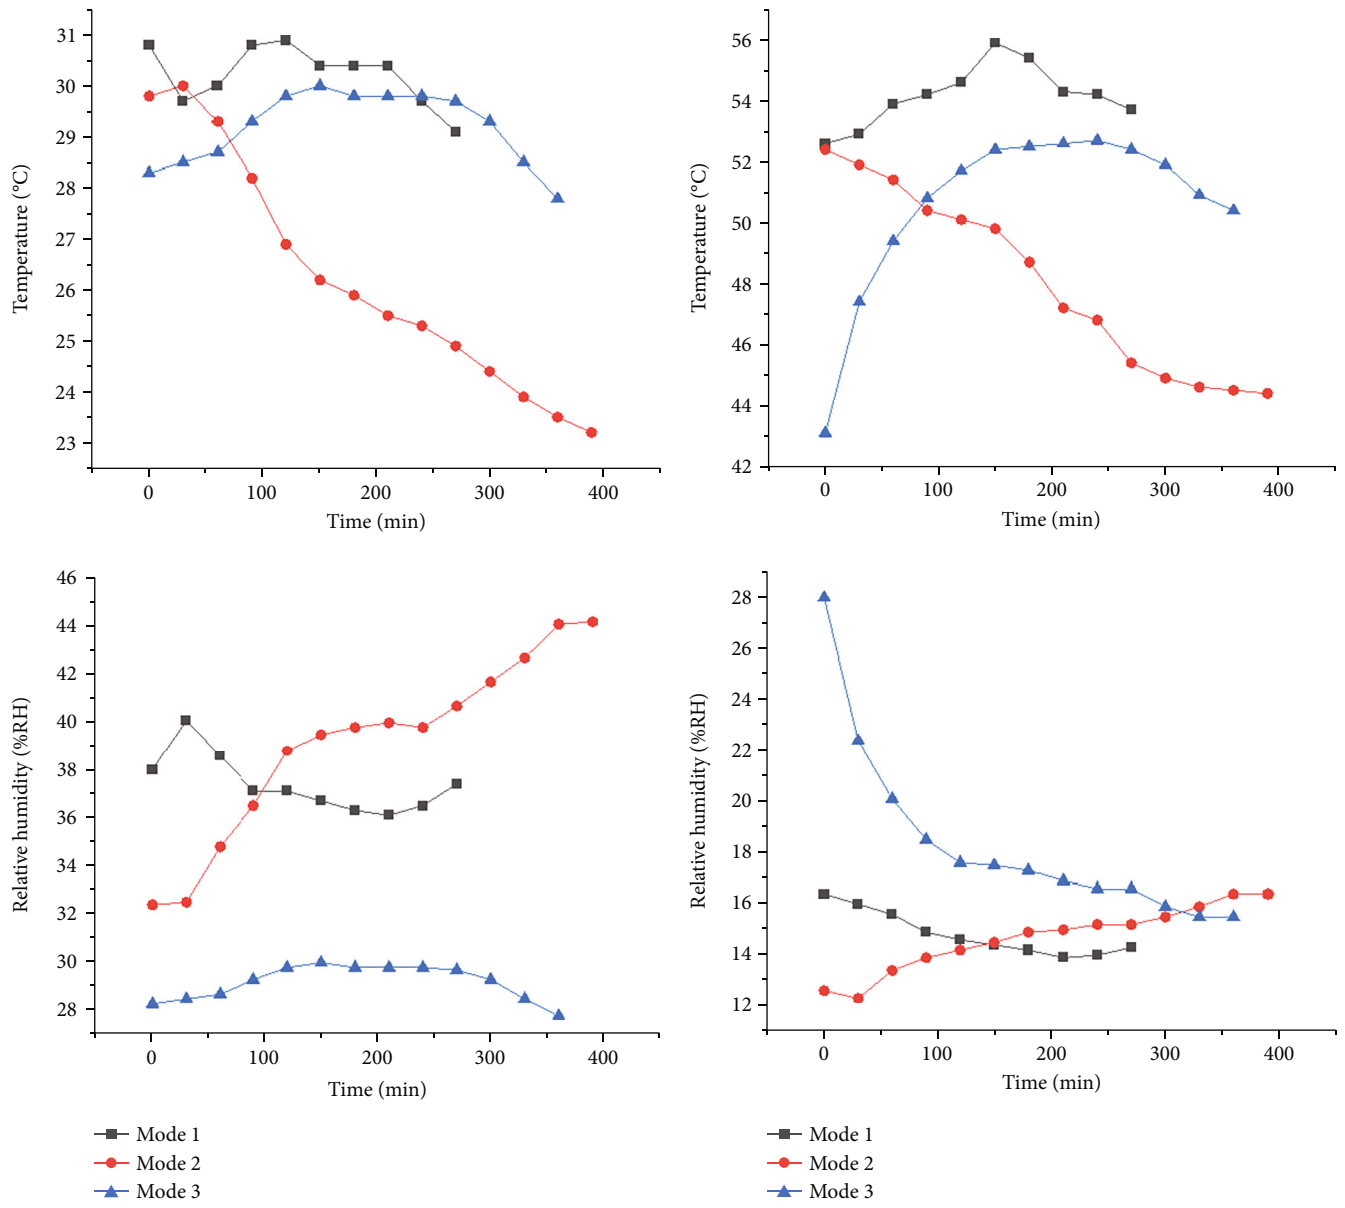 31
30
29
28
27
26
25
24
23
Temperature (°C)
0 100 200 300 400
Time (min)
56
54
52
50
48
46
44
42
Temperature (°C)
0 100 200 300 400
Time (min)
46
44
42
40
38
36
34
32
30
28
Relative humidity (%RH)
0 100 200 300 400
Time (min)
Mode 1
Mode 2
Mode 3
28
26
24
22
20
18
16
14
12
Relative humidity (%RH)
0 100 200 300 400
Time (min)
Mode 1
Mode 2
Mode 3